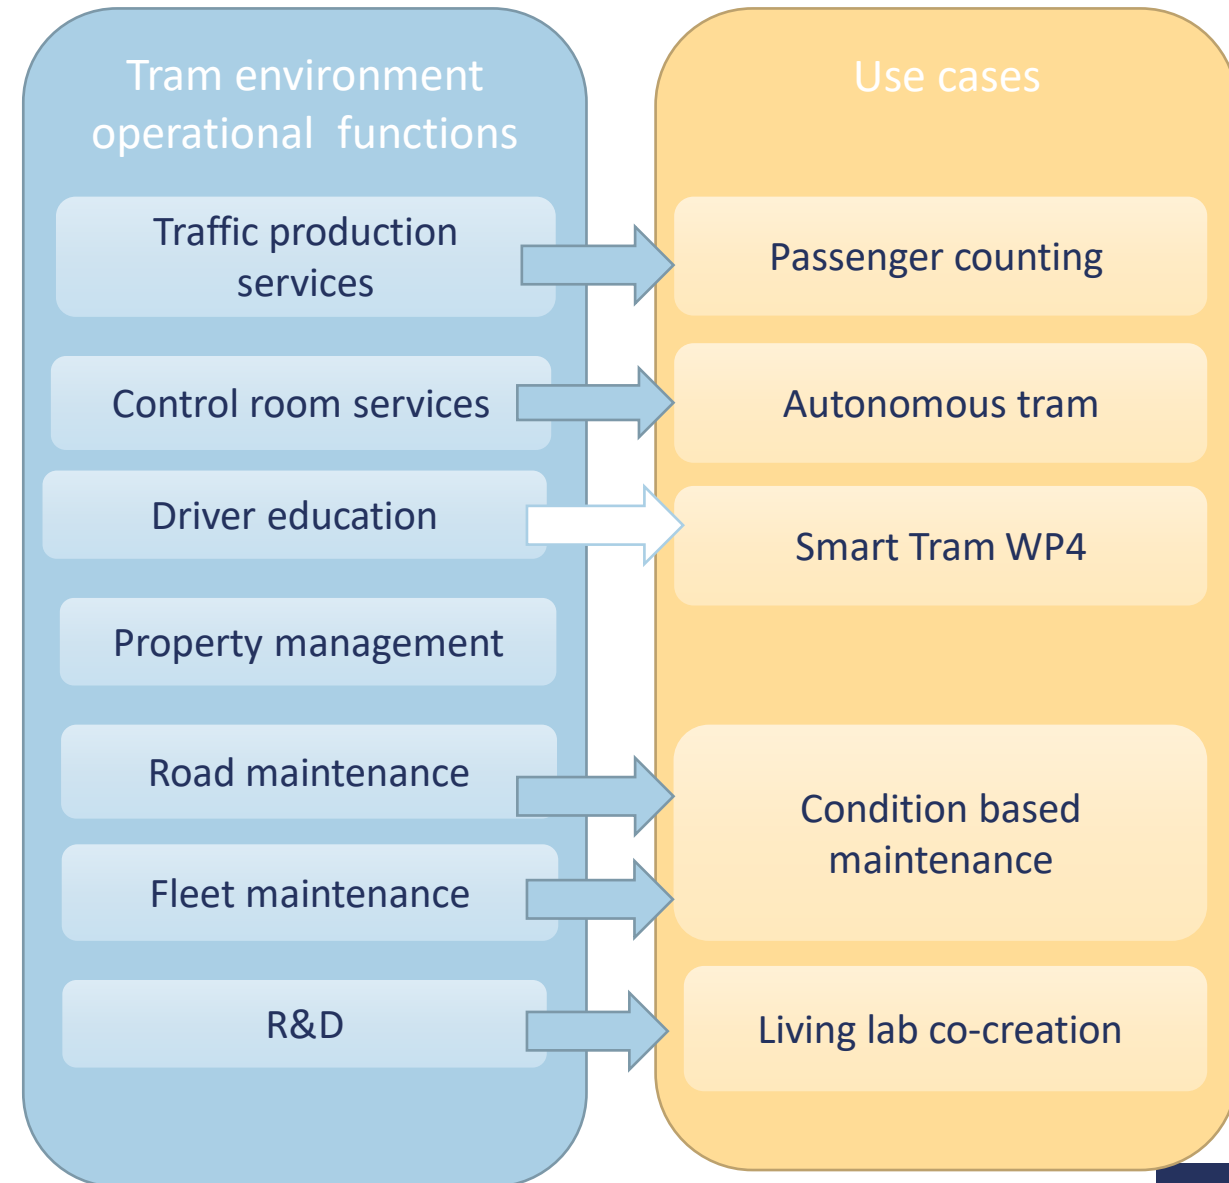 Tram environment
operational  functions
Traffic production
services
Control room services
Driver education
Property management
Road maintenance
Fleet maintenance
R&D
Use cases
Passenger counting
Autonomous tram
Smart Tram WP4
Condition based
maintenance
Living lab co-creation